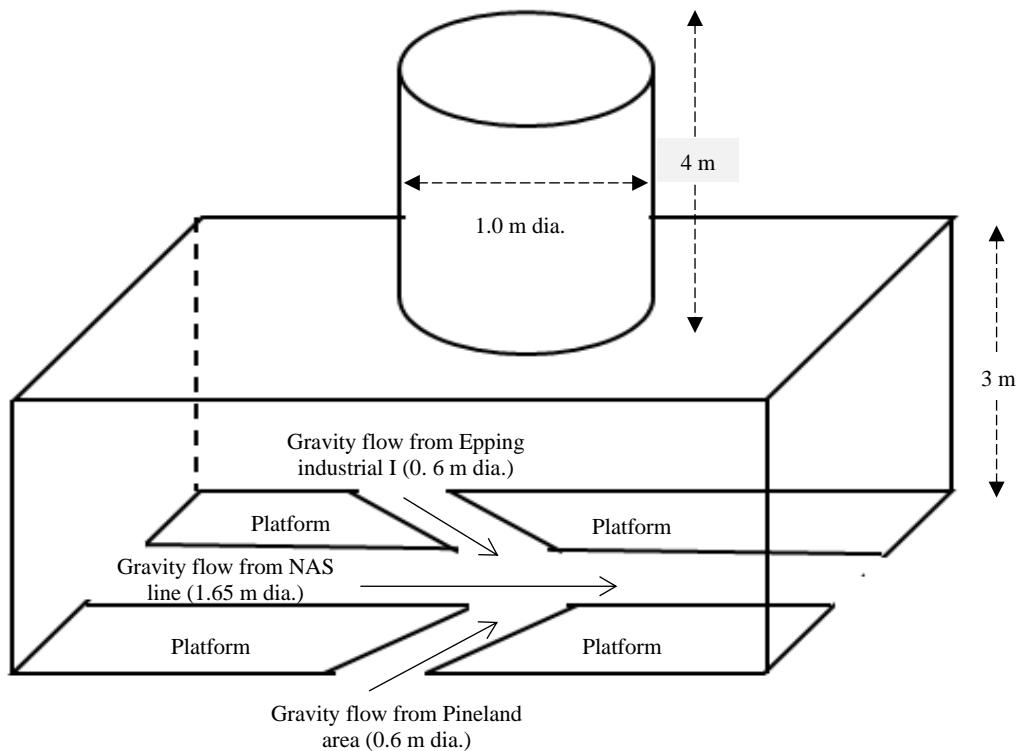 4 m
1.0 m dia.
3 m
Gravity flow from Epping
industrial I (0. 6 m dia.)
Platform
Platform
Gravity flow from NAS
line (1.65 m dia.)
Platform
Platform
Gravity flow from Pineland
area (0.6 m dia.)